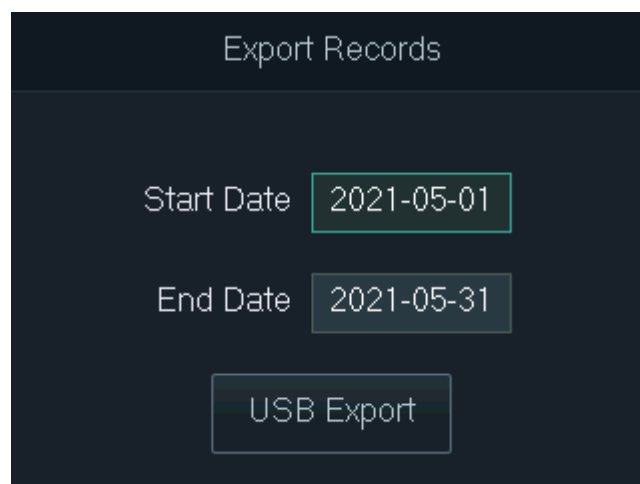 Export Records
Start Date 2021-05-01
End Date 2021-05-31
USB Export